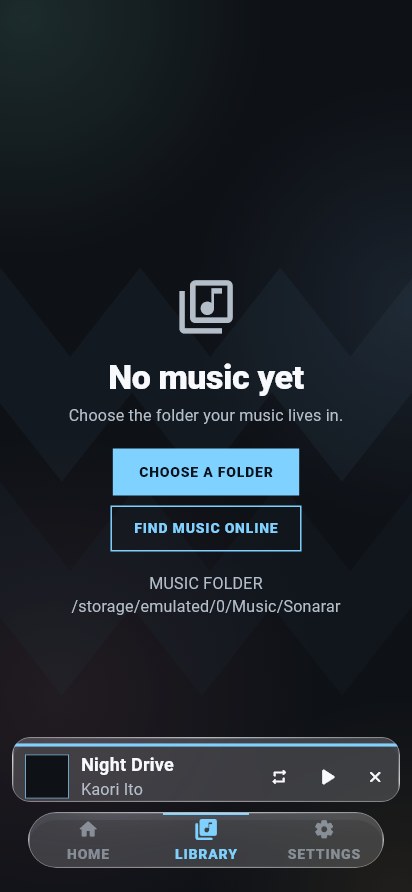 No music yet
Choose the folder your music lives in.
CHOOSE A FOLDER
FIND MUSIC ONLINE
MUSIC FOLDER
/storage/emulated/0/Music/Sonarar
Night Drive
Kaori Ito
HOME
LIBRARY
SETTINGS